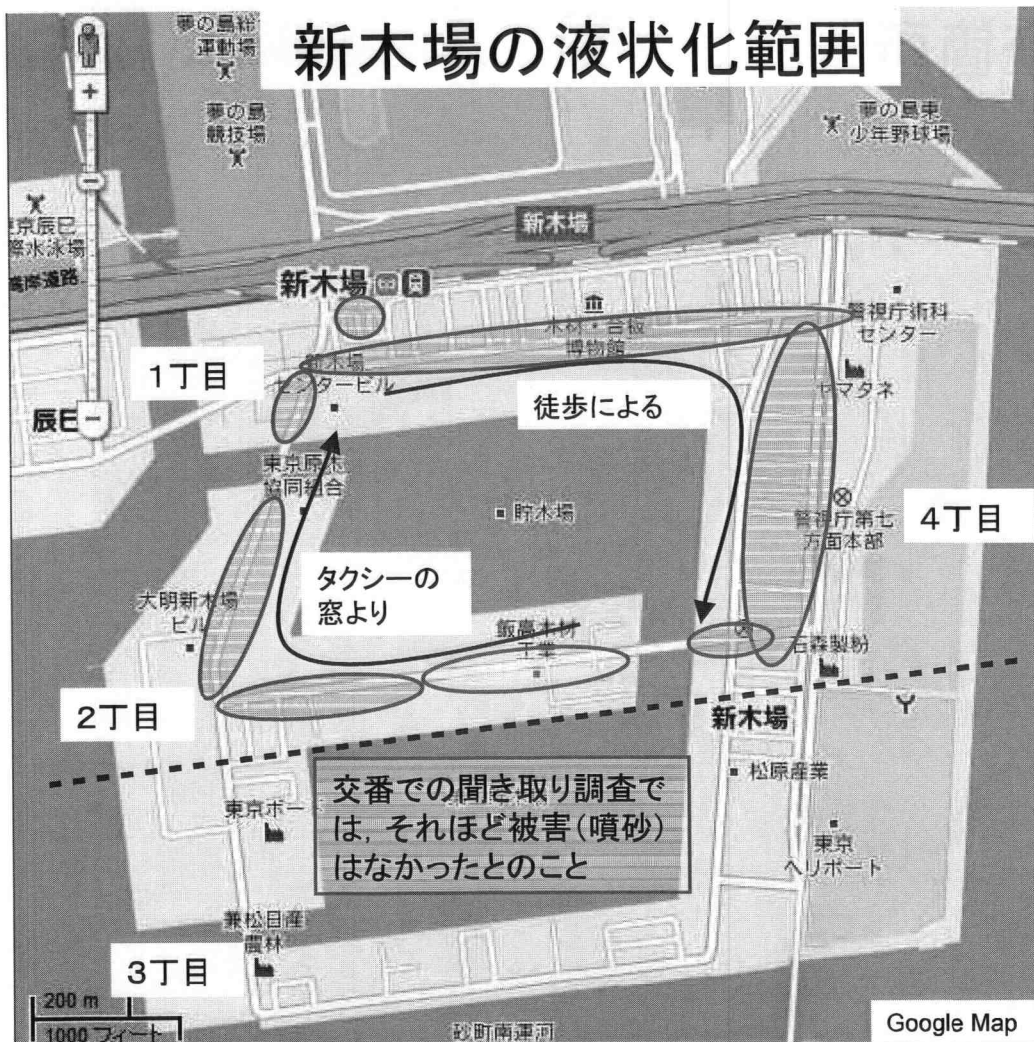 夢の島総
運動場
新木場の液状化範囲
夢の島
競技場
夢の島東
少年野球場
東京辰巳
国際水泳場
湾岸道路
新木場
新木場
木材・合板
博物館
警視庁術科
センター
新木場
センタービル
1丁目
辰巳
徒歩による
ヤマタネ
東京原木
協同組合
貯木場
警視庁第七
方面本部
4丁目
タクシーの
窓より
大明新木場
ビル
飯高木材
工業
石森製粉
2丁目
新木場
松原産業
交番での聞き取り調査で
は，それほど被害（噴砂）
はなかったとのこと
東京ボード
東京
ヘリポート
兼松日産
農林
3丁目
200 m
1000 フィート
砂町南運河
Google Map